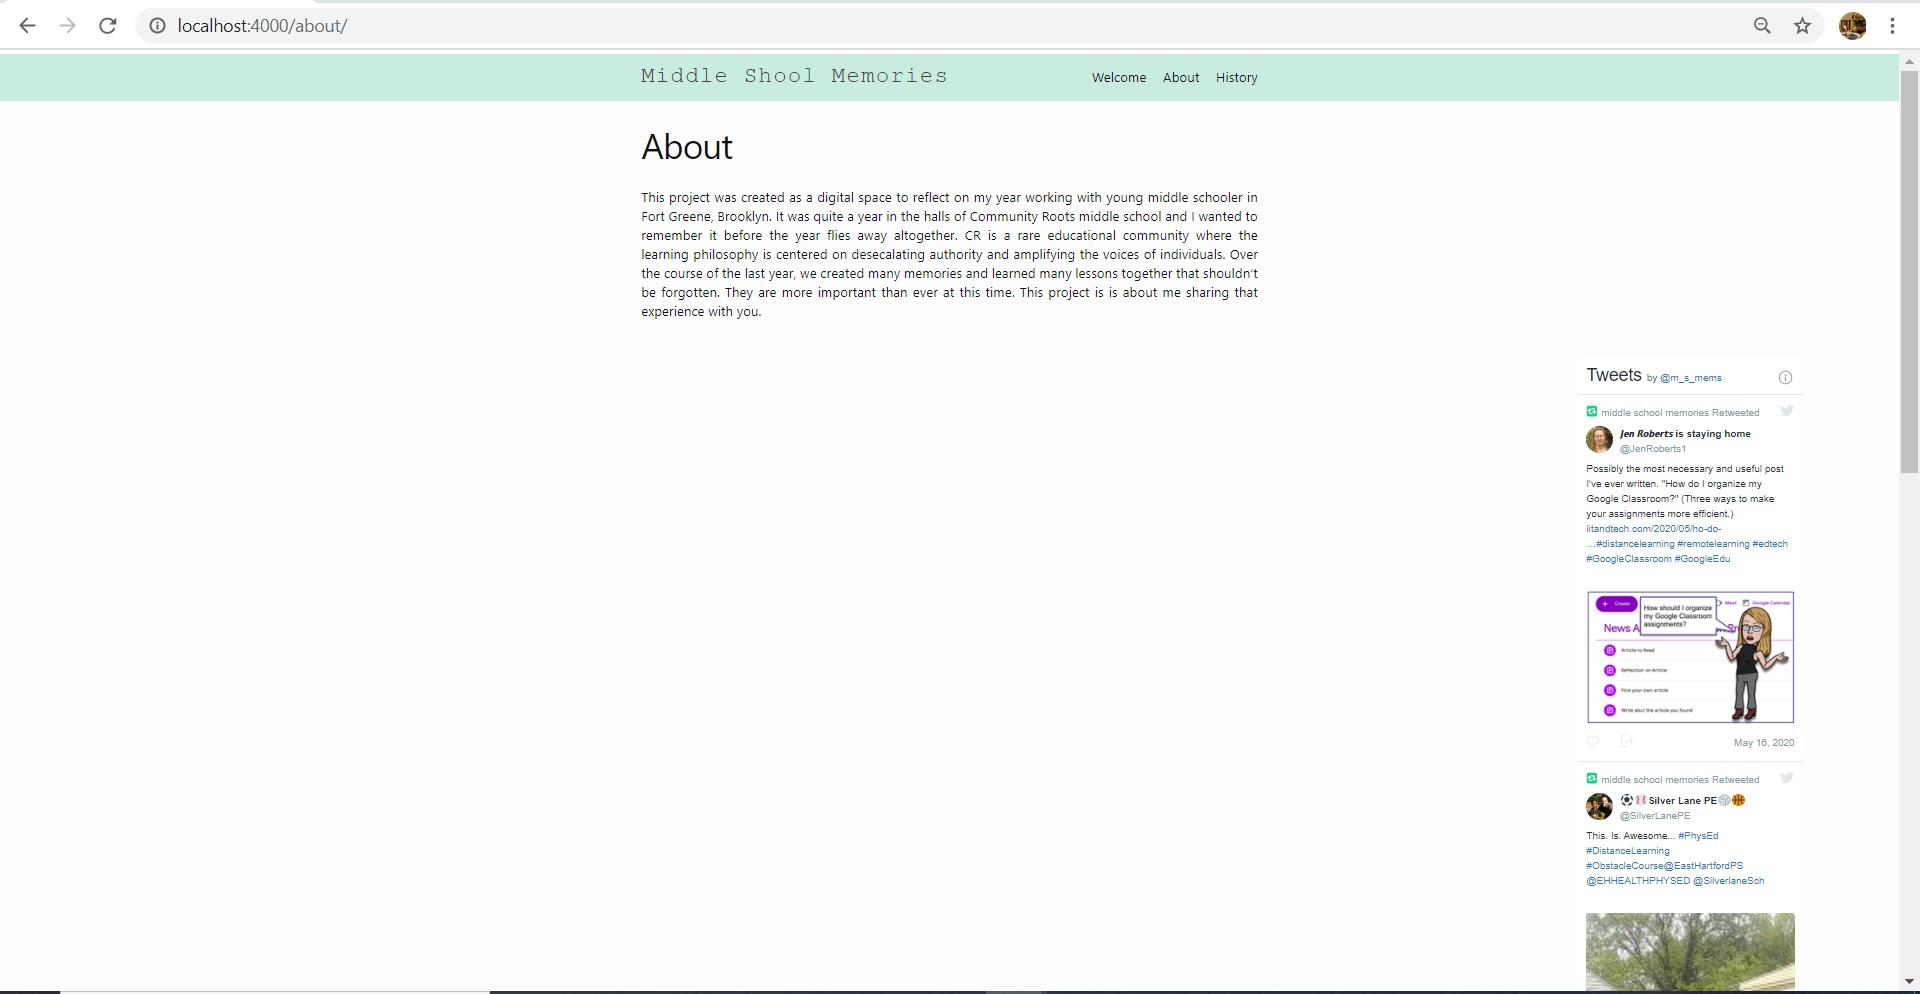 localhost:4000/about/
Middle Shool Memories
Welcome About History
About
This project was created as a digital space to reflect on my year working with young middle schooler in
Fort Greene, Brooklyn. It was quite a year in the halls of Community Roots middle school and I wanted to
remember it before the year flies away altogether. CR is a rare educational community where the
learning philosophy is centered on desecalating authority and amplifying the voices of individuals. Over
the course of the last year, we created many memories and learned many lessons together that shouldn't
be forgotten. They are more important than ever at this time. This project is is about me sharing that
experience with you.
Tweets by @m_s_mems
middle school memories Retweeted
Jen Roberts is staying home
@JenRoberts1
Possibly the most necessary and useful post
I've ever written. "How do I organize my
Google Classroom?" (Three ways to make
your assignments more efficient.)
litandtech.com/2020/05/ho-do-
…#distancelearning #remotelearning #edtech
#GoogleClassroom #GoogleEdu
+ Create
Meet
Google Calendar
How should I organize
my Google Classroom
assignments?
News A
Article to Read
Reflection on Article
Find your own article
Write abut the article you found
May 16, 2020
middle school memories Retweeted
Silver Lane PE
@SilverLanePE
This. Is. Awesome... #PhysEd
#DistanceLearning
#ObstacleCourse@EastHartfordPS
@EHHEALTHPHYSED @SilverlaneSch